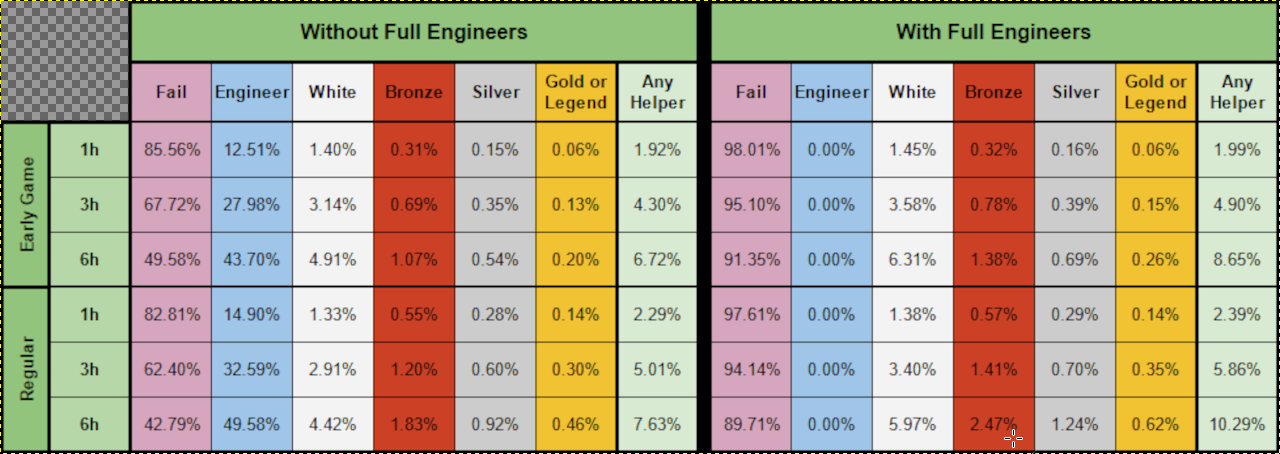 Without Full Engineers With Full Engineers
Fail Engineer White Bronze Silver Gold or Legend Any Helper Fail Engineer White Bronze Silver Gold or Legend Any Helper
Early Game
1h 85.56% 12.51% 1.40% 0.31% 0.15% 0.06% 1.92% 98.01% 0.00% 1.45% 0.32% 0.16% 0.06% 1.99%
3h 67.72% 27.98% 3.14% 0.69% 0.35% 0.13% 4.30% 95.10% 0.00% 3.58% 0.78% 0.39% 0.15% 4.90%
6h 49.58% 43.70% 4.91% 1.07% 0.54% 0.20% 6.72% 91.35% 0.00% 6.31% 1.38% 0.69% 0.26% 8.65%
Regular
1h 82.81% 14.90% 1.33% 0.55% 0.28% 0.14% 2.29% 97.61% 0.00% 1.38% 0.57% 0.29% 0.14% 2.39%
3h 62.40% 32.59% 2.91% 1.20% 0.60% 0.30% 5.01% 94.14% 0.00% 3.40% 1.41% 0.70% 0.35% 5.86%
6h 42.79% 49.58% 4.42% 1.83% 0.92% 0.46% 7.63% 89.71% 0.00% 5.97% 2.47% 1.24% 0.62% 10.29%